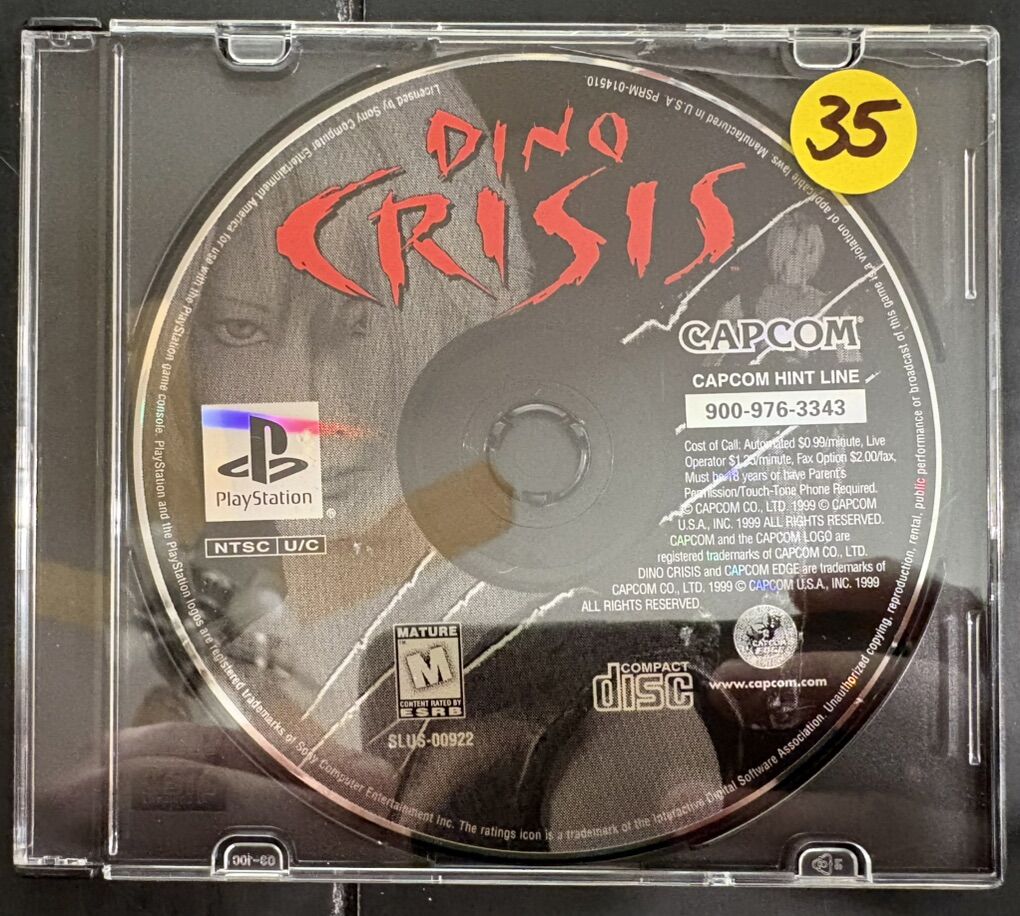 35
DINO
CRISIS
™
CAPCOM®
CAPCOM HINT LINE
900-976-3343
Cost of Call: Automated $0.99/minute, Live
Operator $1.25/minute, Fax Option $2.00/fax,
Must be 18 years or have Parent's
Permission/Touch-Tone Phone Required.
© CAPCOM CO., LTD. 1999 © CAPCOM
U.S.A., INC. 1999 ALL RIGHTS RESERVED.
CAPCOM and the CAPCOM LOGO are
registered trademarks of CAPCOM CO., LTD.
DINO CRISIS and CAPCOM EDGE are trademarks of
CAPCOM CO., LTD. 1999 © CAPCOM U.S.A., INC. 1999
ALL RIGHTS RESERVED.
PlayStation
®
NTSC U/C
MATURE
M
CONTENT RATED BY
ESRB
SLUS-00922
COMPACT
disc
CAPCOM
EDGE
www.capcom.com
Licensed by Sony Computer Entertainment America for use with the PlayStation game console. PlayStation and the PlayStation logos are registered trademarks of Sony Computer Entertainment Inc. The ratings icon is a trademark of the Interactive Digital Software Association. Unauthorized copying, reproduction, rental, public performance or broadcast of this game is a violation of applicable laws. Manufactured in U.S.A. PSRM-014510.